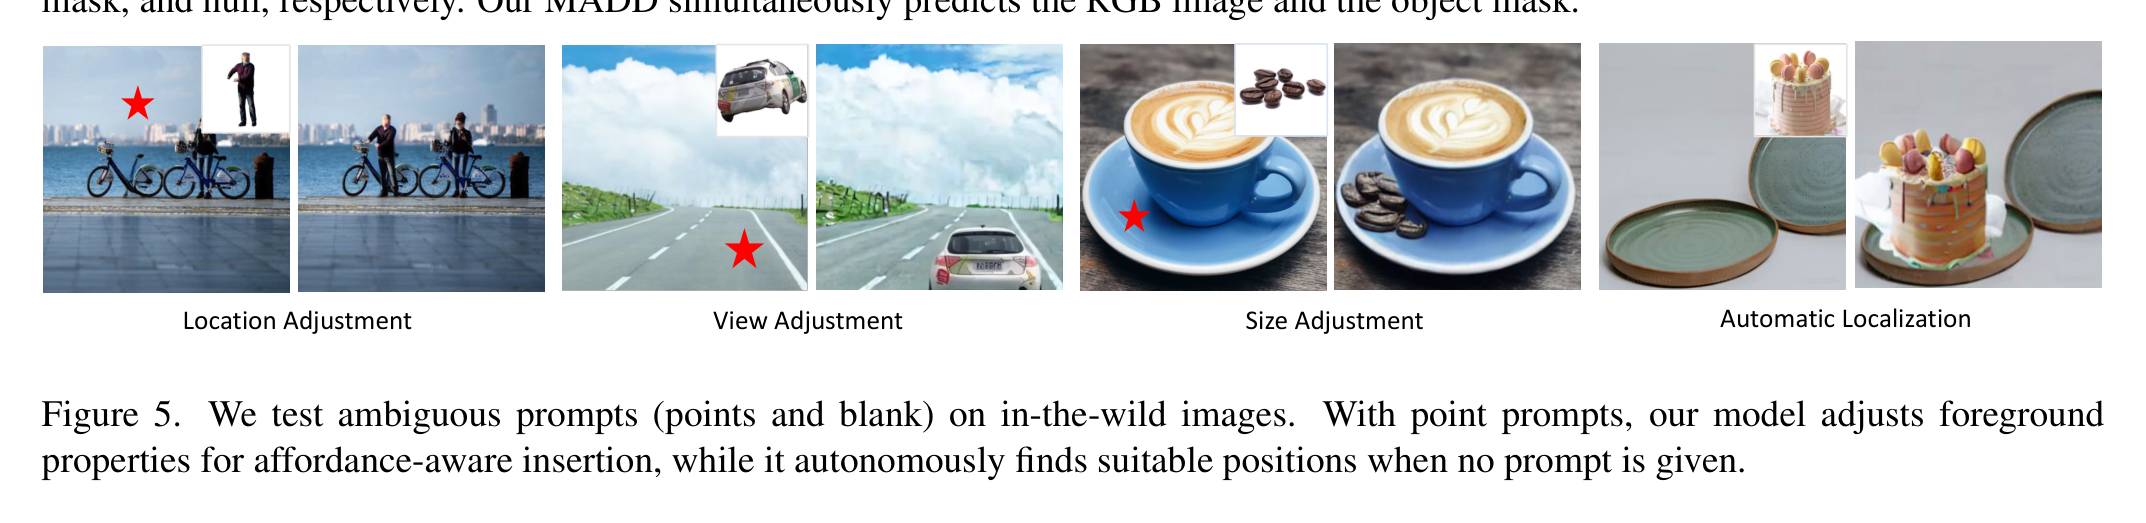 mask, and null, respectively. Our MADD simultaneously predicts the RGB image and the object mask.
Location Adjustment
View Adjustment
Size Adjustment
Automatic Localization
Figure 5. We test ambiguous prompts (points and blank) on in-the-wild images. With point prompts, our model adjusts foreground
properties for affordance-aware insertion, while it autonomously finds suitable positions when no prompt is given.